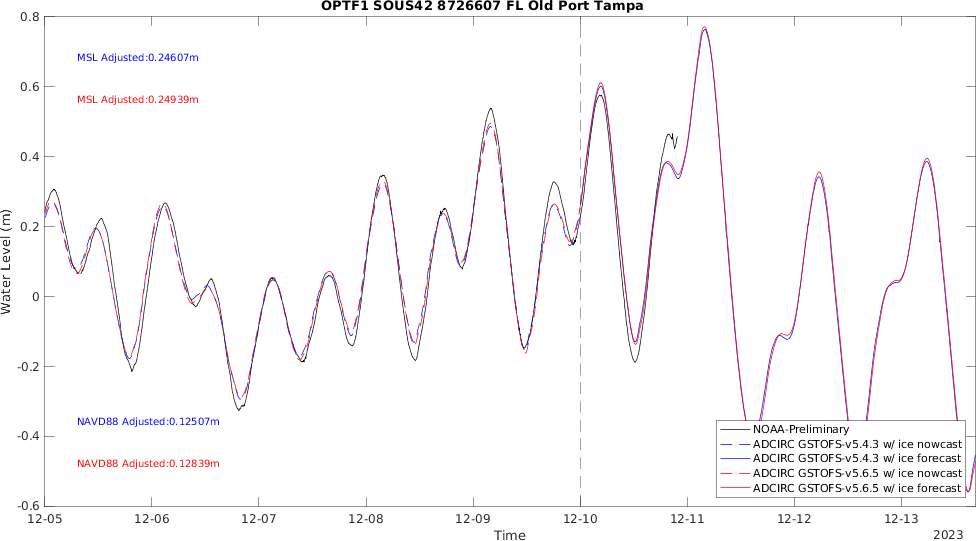 OPTF1 SOUS42 8726607 FL Old Port Tampa
0.8
0.6
0.4
0.2
0
-0.2
-0.4
-0.6
Water Level (m)
MSL Adjusted:0.24607m
MSL Adjusted:0.24939m
NAVD88 Adjusted:0.12507m
NAVD88 Adjusted:0.12839m
NOAA-Preliminary
ADCIRC GSTOFS-v5.4.3 w/ ice nowcast
ADCIRC GSTOFS-v5.4.3 w/ ice forecast
ADCIRC GSTOFS-v5.6.5 w/ ice nowcast
ADCIRC GSTOFS-v5.6.5 w/ ice forecast
12-05 12-06 12-07 12-08 12-09 12-10 12-11 12-12 12-13
Time
2023